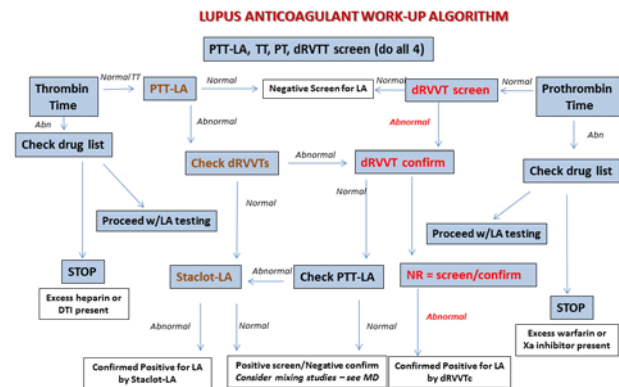 LUPUS ANTICOAGULANT WORK-UP ALGORITHM
PTT-LA, TT, PT, dRVTT screen (do all 4)
Normal TT
Normal
Normal
Normal
Thrombin
Time
PTT-LA
Negative Screen for LA
dRVVT screen
Prothrombin
Time
Abn
Abnormal
Abnormal
Abn
Check drug list
Check dRVVTs
Abnormal
dRVVT confirm
Check drug list
Normal
Normal
Proceed w/LA testing
Proceed w/LA testing
STOP
Staclot-LA
Abnormal
Check PTT-LA
NR = screen/confirm
STOP
Excess heparin or
DTI present
Excess warfarin or
Xa inhibitor present
Abnormal
Normal
Normal
Abnormal
Confirmed Positive for LA
by Staclot-LA
Positive screen/Negative confirm
Consider mixing studies – see MD
Confirmed Positive for LA
by dRVVTc